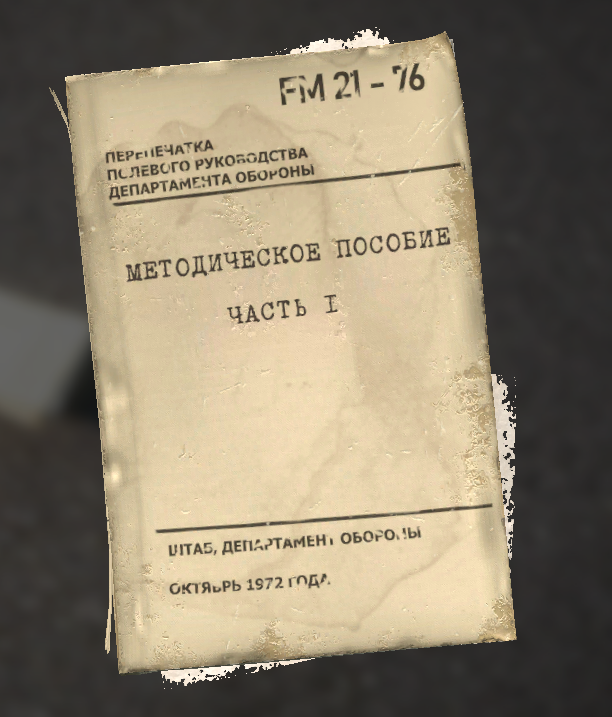 FM 21 - 76
ПЕРЕПЕЧАТКА
ПОЛЕВОГО РУКОВОДСТВА
ДЕПАРТАМЕНТА ОБОРОНЫ
МЕТОДИЧЕСКОЕ ПОСОБИЕ
ЧАСТЬ I
ШТАБ, ДЕПАРТАМЕНТ ОБОРОНЫ
ОКТЯБРЬ 1972 ГОДА